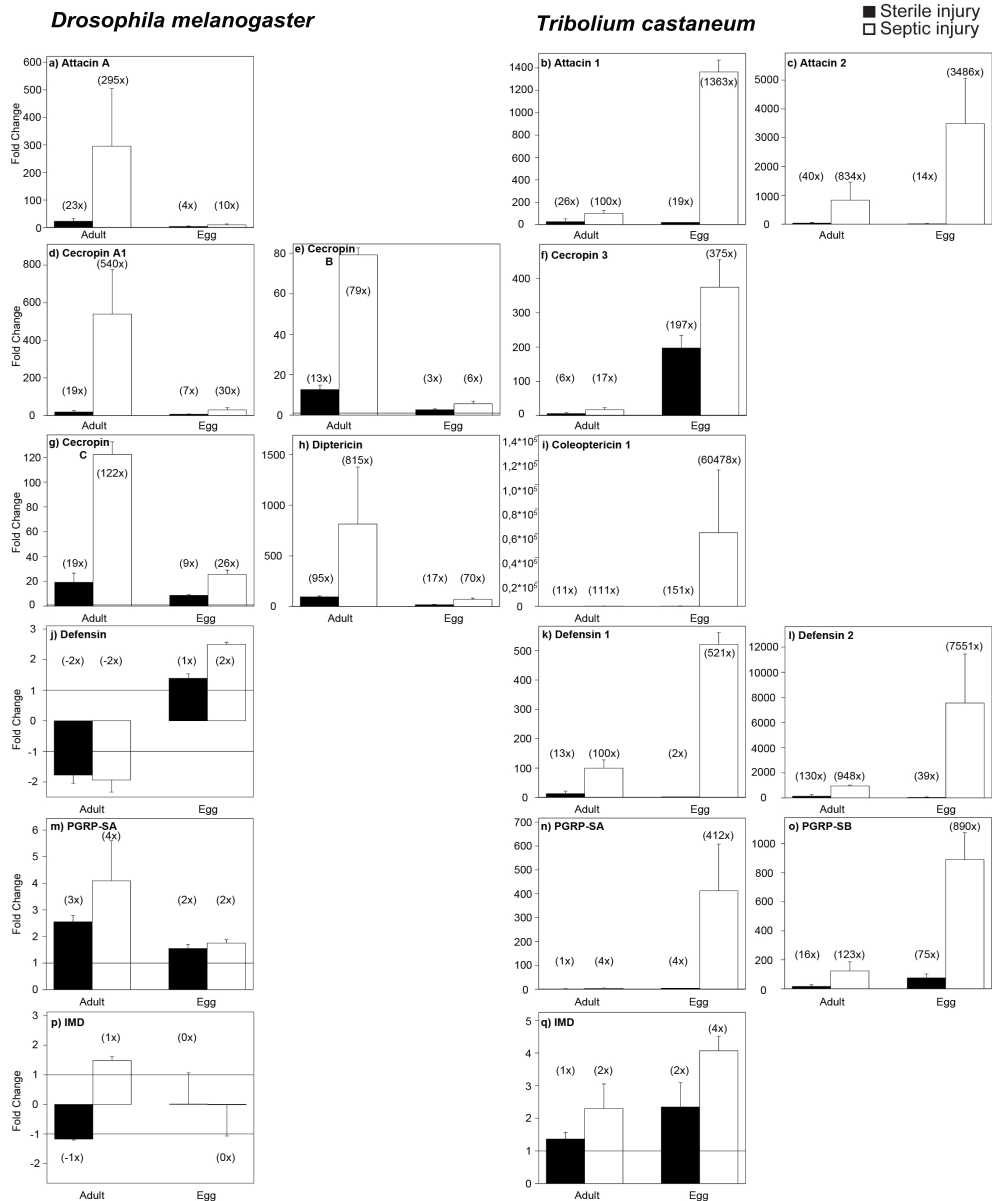 Drosophila melanogaster
Tribolium castaneum
Sterile injury
Septic injury
a) Attacin A
Fold Change
600
500
400
300
200
100
0
(23x)
(295x)
(4x)
(10x)
Adult
Egg
b) Attacin 1
1400
1200
1000
800
600
400
200
0
(26x)
(100x)
(19x)
(1363x)
Adult
Egg
c) Attacin 2
5000
4000
3000
2000
1000
0
(40x)
(834x)
(14x)
(3486x)
Adult
Egg
d) Cecropin A1
Fold Change
800
600
400
200
0
(19x)
(540x)
(7x)
(30x)
Adult
Egg
e) Cecropin
B
80
60
40
20
0
(13x)
(79x)
(3x)
(6x)
Adult
Egg
f) Cecropin 3
400
300
200
100
0
(6x)
(17x)
(197x)
(375x)
Adult
Egg
g) Cecropin
C
Fold Change
120
100
80
60
40
20
0
(19x)
(122x)
(9x)
(26x)
Adult
Egg
h) Diptericin
1500
1000
500
0
(95x)
(815x)
(17x)
(70x)
Adult
Egg
i) Coleoptericin 1
1,4*10⁵
1,2*10⁵
1,0*10⁵
0,8*10⁵
0,6*10⁵
0,4*10⁵
0,2*10⁵
0
(11x)
(111x)
(151x)
(60478x)
Adult
Egg
j) Defensin
Fold Change
3
2
1
0
-1
-2
(-2x)
(-2x)
(1x)
(2x)
Adult
Egg
k) Defensin 1
500
400
300
200
100
0
(13x)
(100x)
(2x)
(521x)
Adult
Egg
l) Defensin 2
12000
10000
8000
6000
4000
2000
0
(130x)
(948x)
(39x)
(7551x)
Adult
Egg
m) PGRP-SA
Fold Change
6
5
4
3
2
1
0
(3x)
(4x)
(2x)
(2x)
Adult
Egg
n) PGRP-SA
700
600
500
400
300
200
100
0
(1x)
(4x)
(4x)
(412x)
Adult
Egg
o) PGRP-SB
1000
800
600
400
200
0
(16x)
(123x)
(75x)
(890x)
Adult
Egg
p) IMD
Fold Change
3
2
1
0
-1
-2
(-1x)
(1x)
(0x)
(0x)
Adult
Egg
q) IMD
5
4
3
2
1
0
(1x)
(2x)
(2x)
(4x)
Adult
Egg